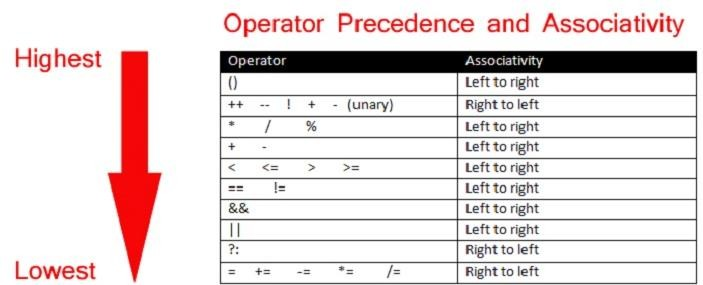 Operator Precedence and Associativity
Highest
Operator Associativity
() Left to right
++ -- ! + - (unary) Right to left
* / % Left to right
+ - Left to right
< <= > >= Left to right
== != Left to right
&& Left to right
|| Left to right
?: Right to left
= += -= *= /= Right to left
Lowest